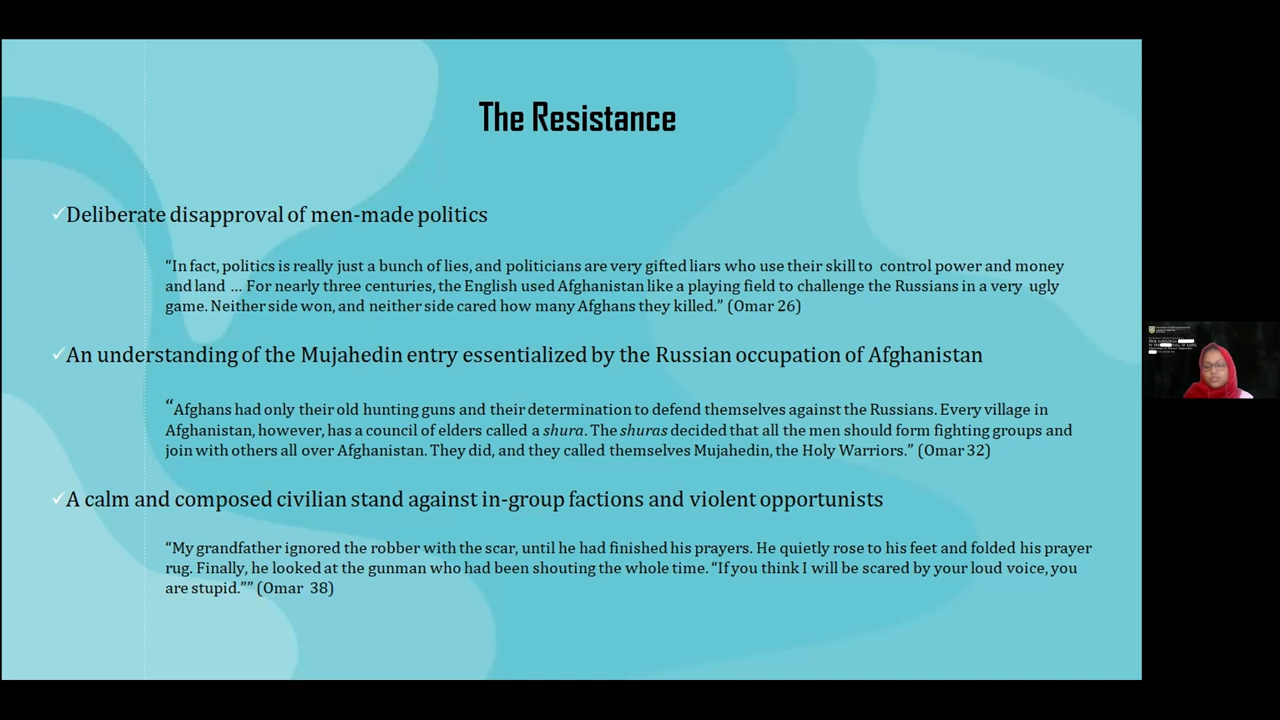 The Resistance
✓Deliberate disapproval of men-made politics
“In fact, politics is really just a bunch of lies, and politicians are very gifted liars who use their skill to control power and money
and land … For nearly three centuries, the English used Afghanistan like a playing field to challenge the Russians in a very ugly
game. Neither side won, and neither side cared how many Afghans they killed.” (Omar 26)
✓An understanding of the Mujahedin entry essentialized by the Russian occupation of Afghanistan
“Afghans had only their old hunting guns and their determination to defend themselves against the Russians. Every village in
Afghanistan, however, has a council of elders called a shura. The shuras decided that all the men should form fighting groups and
join with others all over Afghanistan. They did, and they called themselves Mujahedin, the Holy Warriors.” (Omar 32)
✓A calm and composed civilian stand against in-group factions and violent opportunists
“My grandfather ignored the robber with the scar, until he had finished his prayers. He quietly rose to his feet and folded his prayer
rug. Finally, he looked at the gunman who had been shouting the whole time. “If you think I will be scared by your loud voice, you
are stupid.”” (Omar 38)